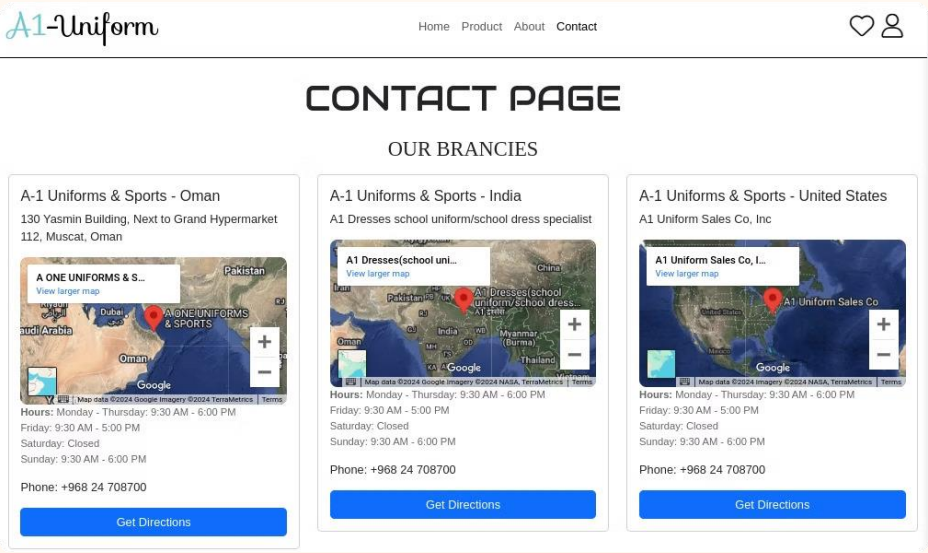 A1-Uniform
Home Product About Contact
CONTACT PAGE
OUR BRANCIES
A-1 Uniforms & Sports - Oman
130 Yasmin Building, Next to Grand Hypermarket
112, Muscat, Oman
A ONE UNIFORMS & S...
View larger map
Pakistan
Riyadh
Dubai
audi Arabia
A ONE UNIFORMS
& SPORTS
Oman
Google
Map data ©2024 Google Imagery ©2024 TerraMetrics Terms
Hours: Monday - Thursday: 9:30 AM - 6:00 PM
Friday: 9:30 AM - 5:00 PM
Saturday: Closed
Sunday: 9:30 AM - 6:00 PM
Phone: +968 24 708700
Get Directions
A-1 Uniforms & Sports - India
A1 Dresses school uniform/school dress specialist
A1 Dresses(school uni...
View larger map
China
Iran
Pakistan
A1 Dresses(school
uniform/school dress...
GJ
India
WB
Myanmar
(Burma)
MH
OD
Oman
Thailand
Google
Vietnam
Map data ©2024 Google Imagery ©2024 NASA, TerraMetrics Terms
Hours: Monday - Thursday: 9:30 AM - 6:00 PM
Friday: 9:30 AM - 5:00 PM
Saturday: Closed
Sunday: 9:30 AM - 6:00 PM
Phone: +968 24 708700
Get Directions
A-1 Uniforms & Sports - United States
A1 Uniform Sales Co, Inc
A1 Uniform Sales Co, I...
View larger map
A1 Uniform Sales Co
United States
Mexico
Google
Map data ©2024 Google Imagery ©2024 NASA, TerraMetrics Terms
Hours: Monday - Thursday: 9:30 AM - 6:00 PM
Friday: 9:30 AM - 5:00 PM
Saturday: Closed
Sunday: 9:30 AM - 6:00 PM
Phone: +968 24 708700
Get Directions